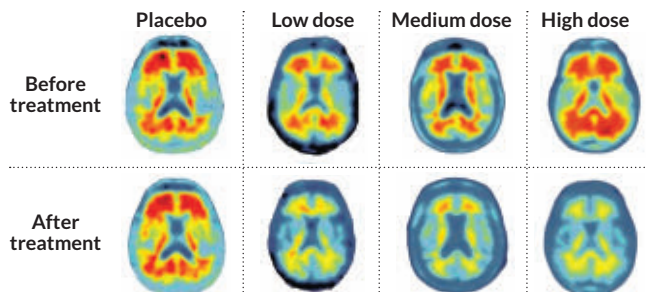 Placebo Low dose Medium dose High dose
Before
treatment
After
treatment